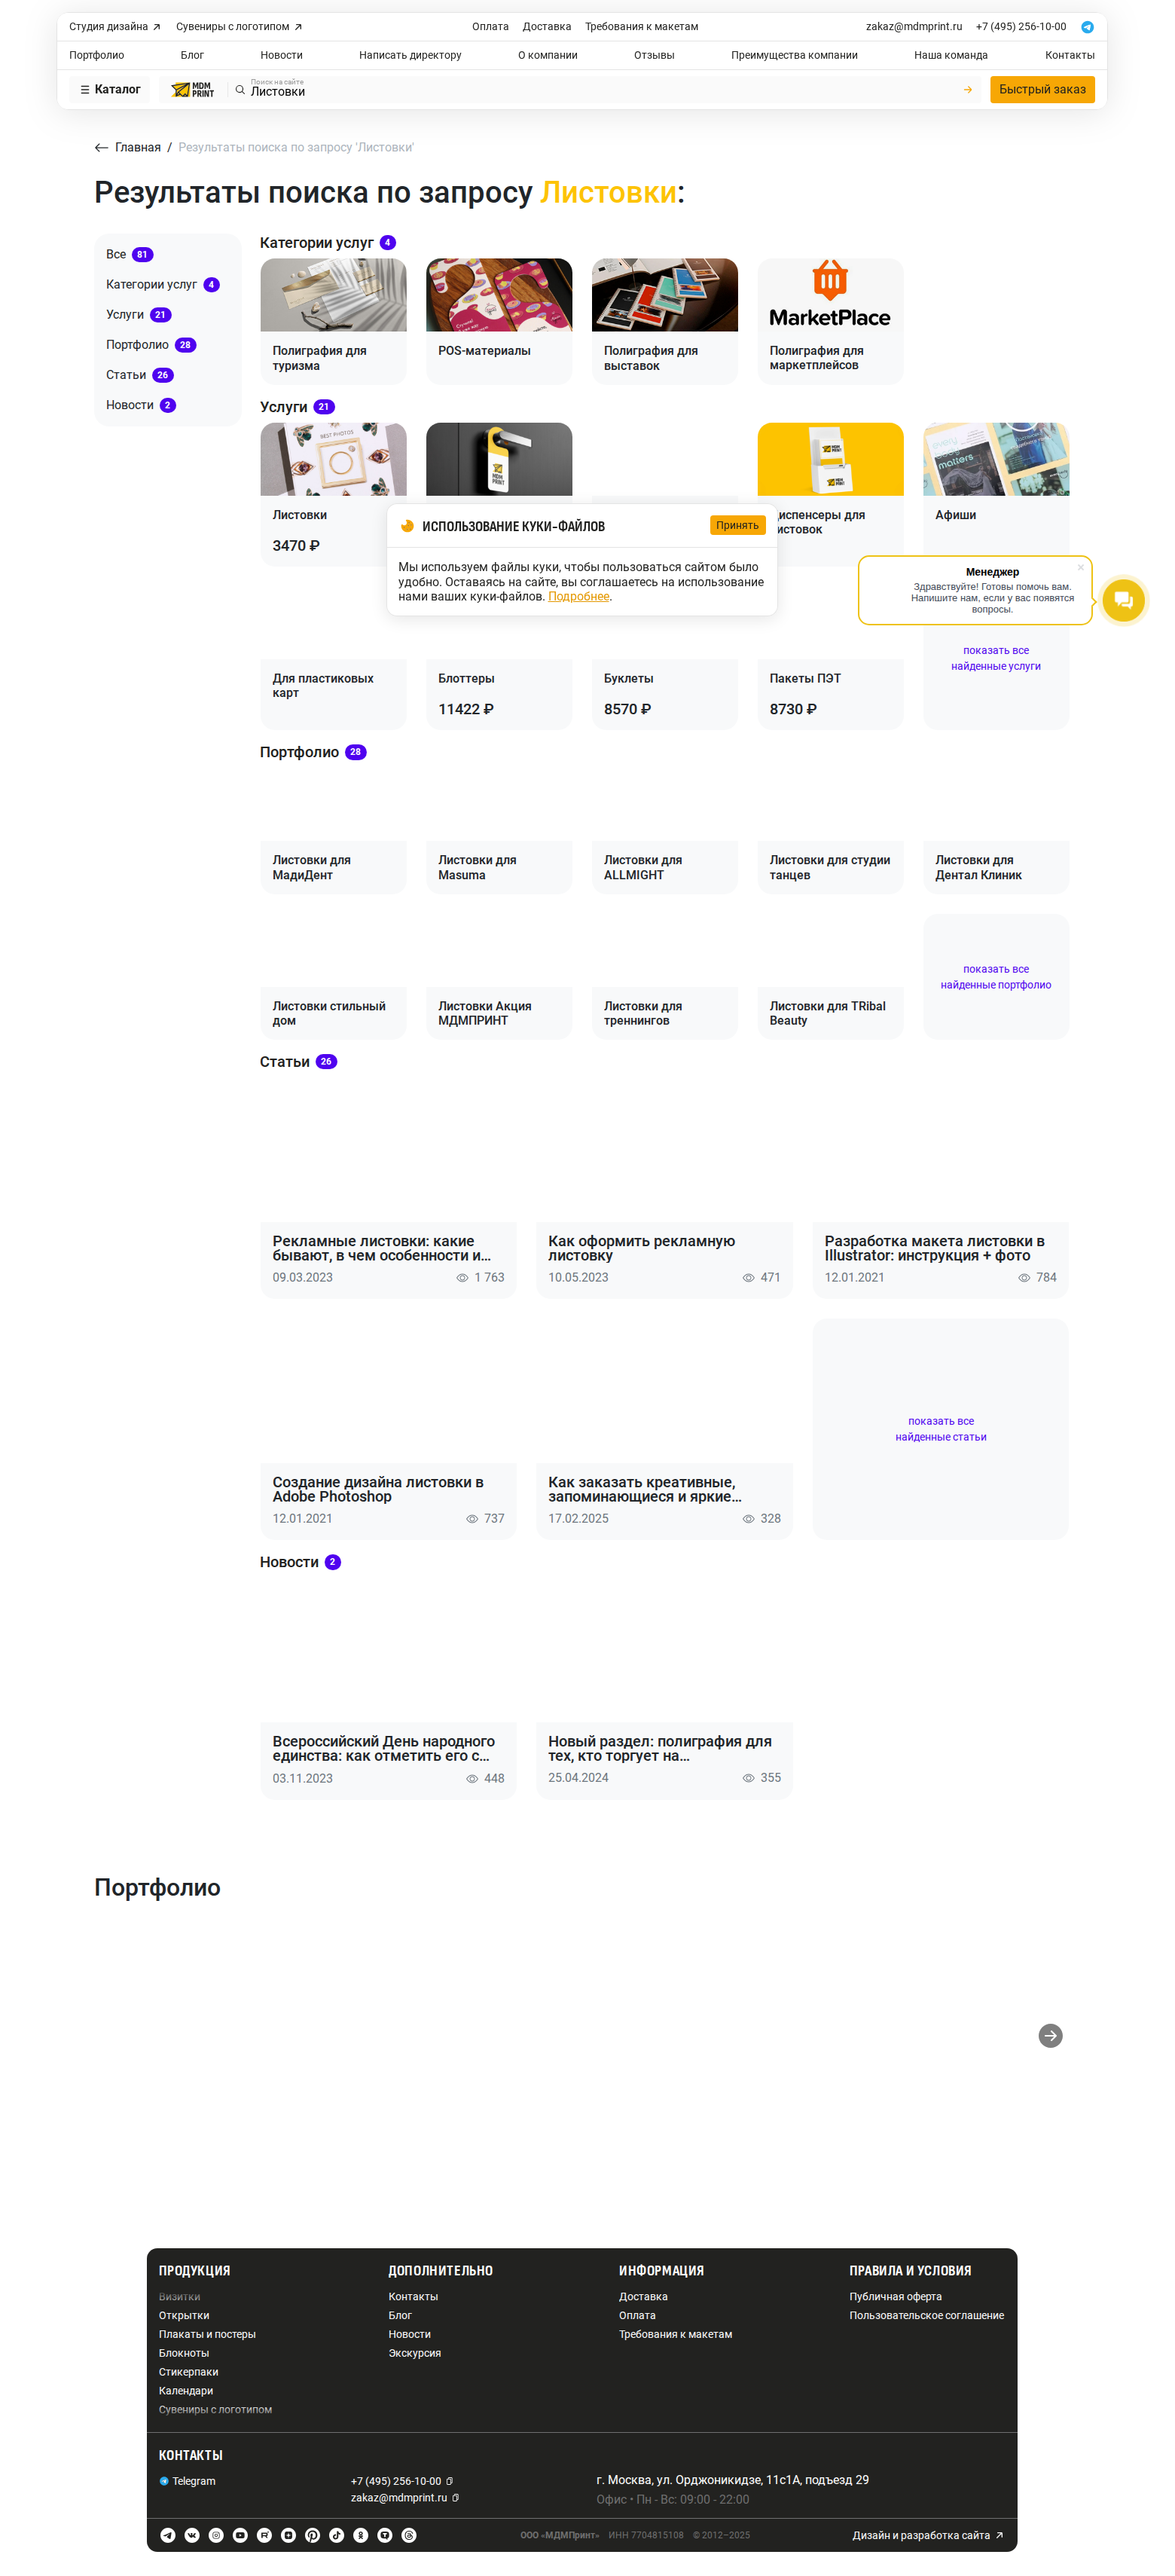 Студия дизайна
Сувениры с логотипом
Оплата
Доставка
Требования к макетам
zakaz@mdmprint.ru
+7 (495) 256-10-00
Портфолио
Блог
Новости
Написать директору
О компании
Отзывы
Преимущества компании
Наша команда
Контакты
Каталог
MDM
PRINT
Поиск на сайте
Листовки
Быстрый заказ
Главная / Результаты поиска по запросу 'Листовки'
Результаты поиска по запросу Листовки:
Все 81
Категории услуг 4
Услуги 21
Портфолио 28
Статьи 26
Новости 2
Категории услуг 4
MarketPlace
Полиграфия для
туризма
POS-материалы
Полиграфия для
выставок
Полиграфия для
маркетплейсов
Услуги 21
BEST PHOTOS
MDM
PRINT
MDM
PRINT
matters
Листовки
3470 ₽
диспенсеры для
листовок
Афиши
ИСПОЛЬЗОВАНИЕ КУКИ-ФАЙЛОВ
Принять
Мы используем файлы куки, чтобы пользоваться сайтом было
удобно. Оставаясь на сайте, вы соглашаетесь на использование
нами ваших куки-файлов. Подробнее.
Менеджер
Здравствуйте! Готовы помочь вам.
Напишите нам, если у вас появятся
вопросы.
Для пластиковых
карт
Блоттеры
11422 ₽
Буклеты
8570 ₽
Пакеты ПЭТ
8730 ₽
показать все
найденные услуги
Портфолио 28
Листовки для
МадиДент
Листовки для
Masuma
Листовки для
ALLMIGHT
Листовки для студии
танцев
Листовки для
Дентал Клиник
Листовки стильный
дом
Листовки Акция
МДМПРИНТ
Листовки для
треннингов
Листовки для TRibal
Beauty
показать все
найденные портфолио
Статьи 26
Рекламные листовки: какие
бывают, в чем особенности и...
09.03.2023
1 763
Как оформить рекламную
листовку
10.05.2023
471
Разработка макета листовки в
Illustrator: инструкция + фото
12.01.2021
784
Создание дизайна листовки в
Adobe Photoshop
12.01.2021
737
Как заказать креативные,
запоминающиеся и яркие...
17.02.2025
328
показать все
найденные статьи
Новости 2
Всероссийский День народного
единства: как отметить его с...
03.11.2023
448
Новый раздел: полиграфия для
тех, кто торгует на...
25.04.2024
355
Портфолио
ПРОДУКЦИЯ
Визитки
Открытки
Плакаты и постеры
Блокноты
Стикерпаки
Календари
Сувениры с логотипом
ДОПОЛНИТЕЛЬНО
Контакты
Блог
Новости
Экскурсия
ИНФОРМАЦИЯ
Доставка
Оплата
Требования к макетам
ПРАВИЛА И УСЛОВИЯ
Публичная оферта
Пользовательское соглашение
КОНТАКТЫ
Telegram
+7 (495) 256-10-00
zakaz@mdmprint.ru
г. Москва, ул. Орджоникидзе, 11с1А, подъезд 29
Офис • Пн - Вс: 09:00 - 22:00
ООО «МДМПринт» ИНН 7704815108 © 2012–2025
Дизайн и разработка сайта